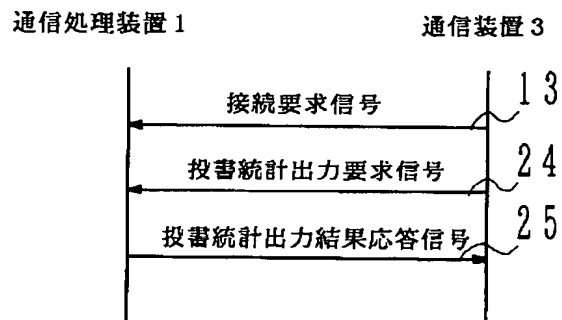 通信処理装置1 通信装置3
接続要求信号 13
投書統計出力要求信号 24
投書統計出力結果応答信号 25